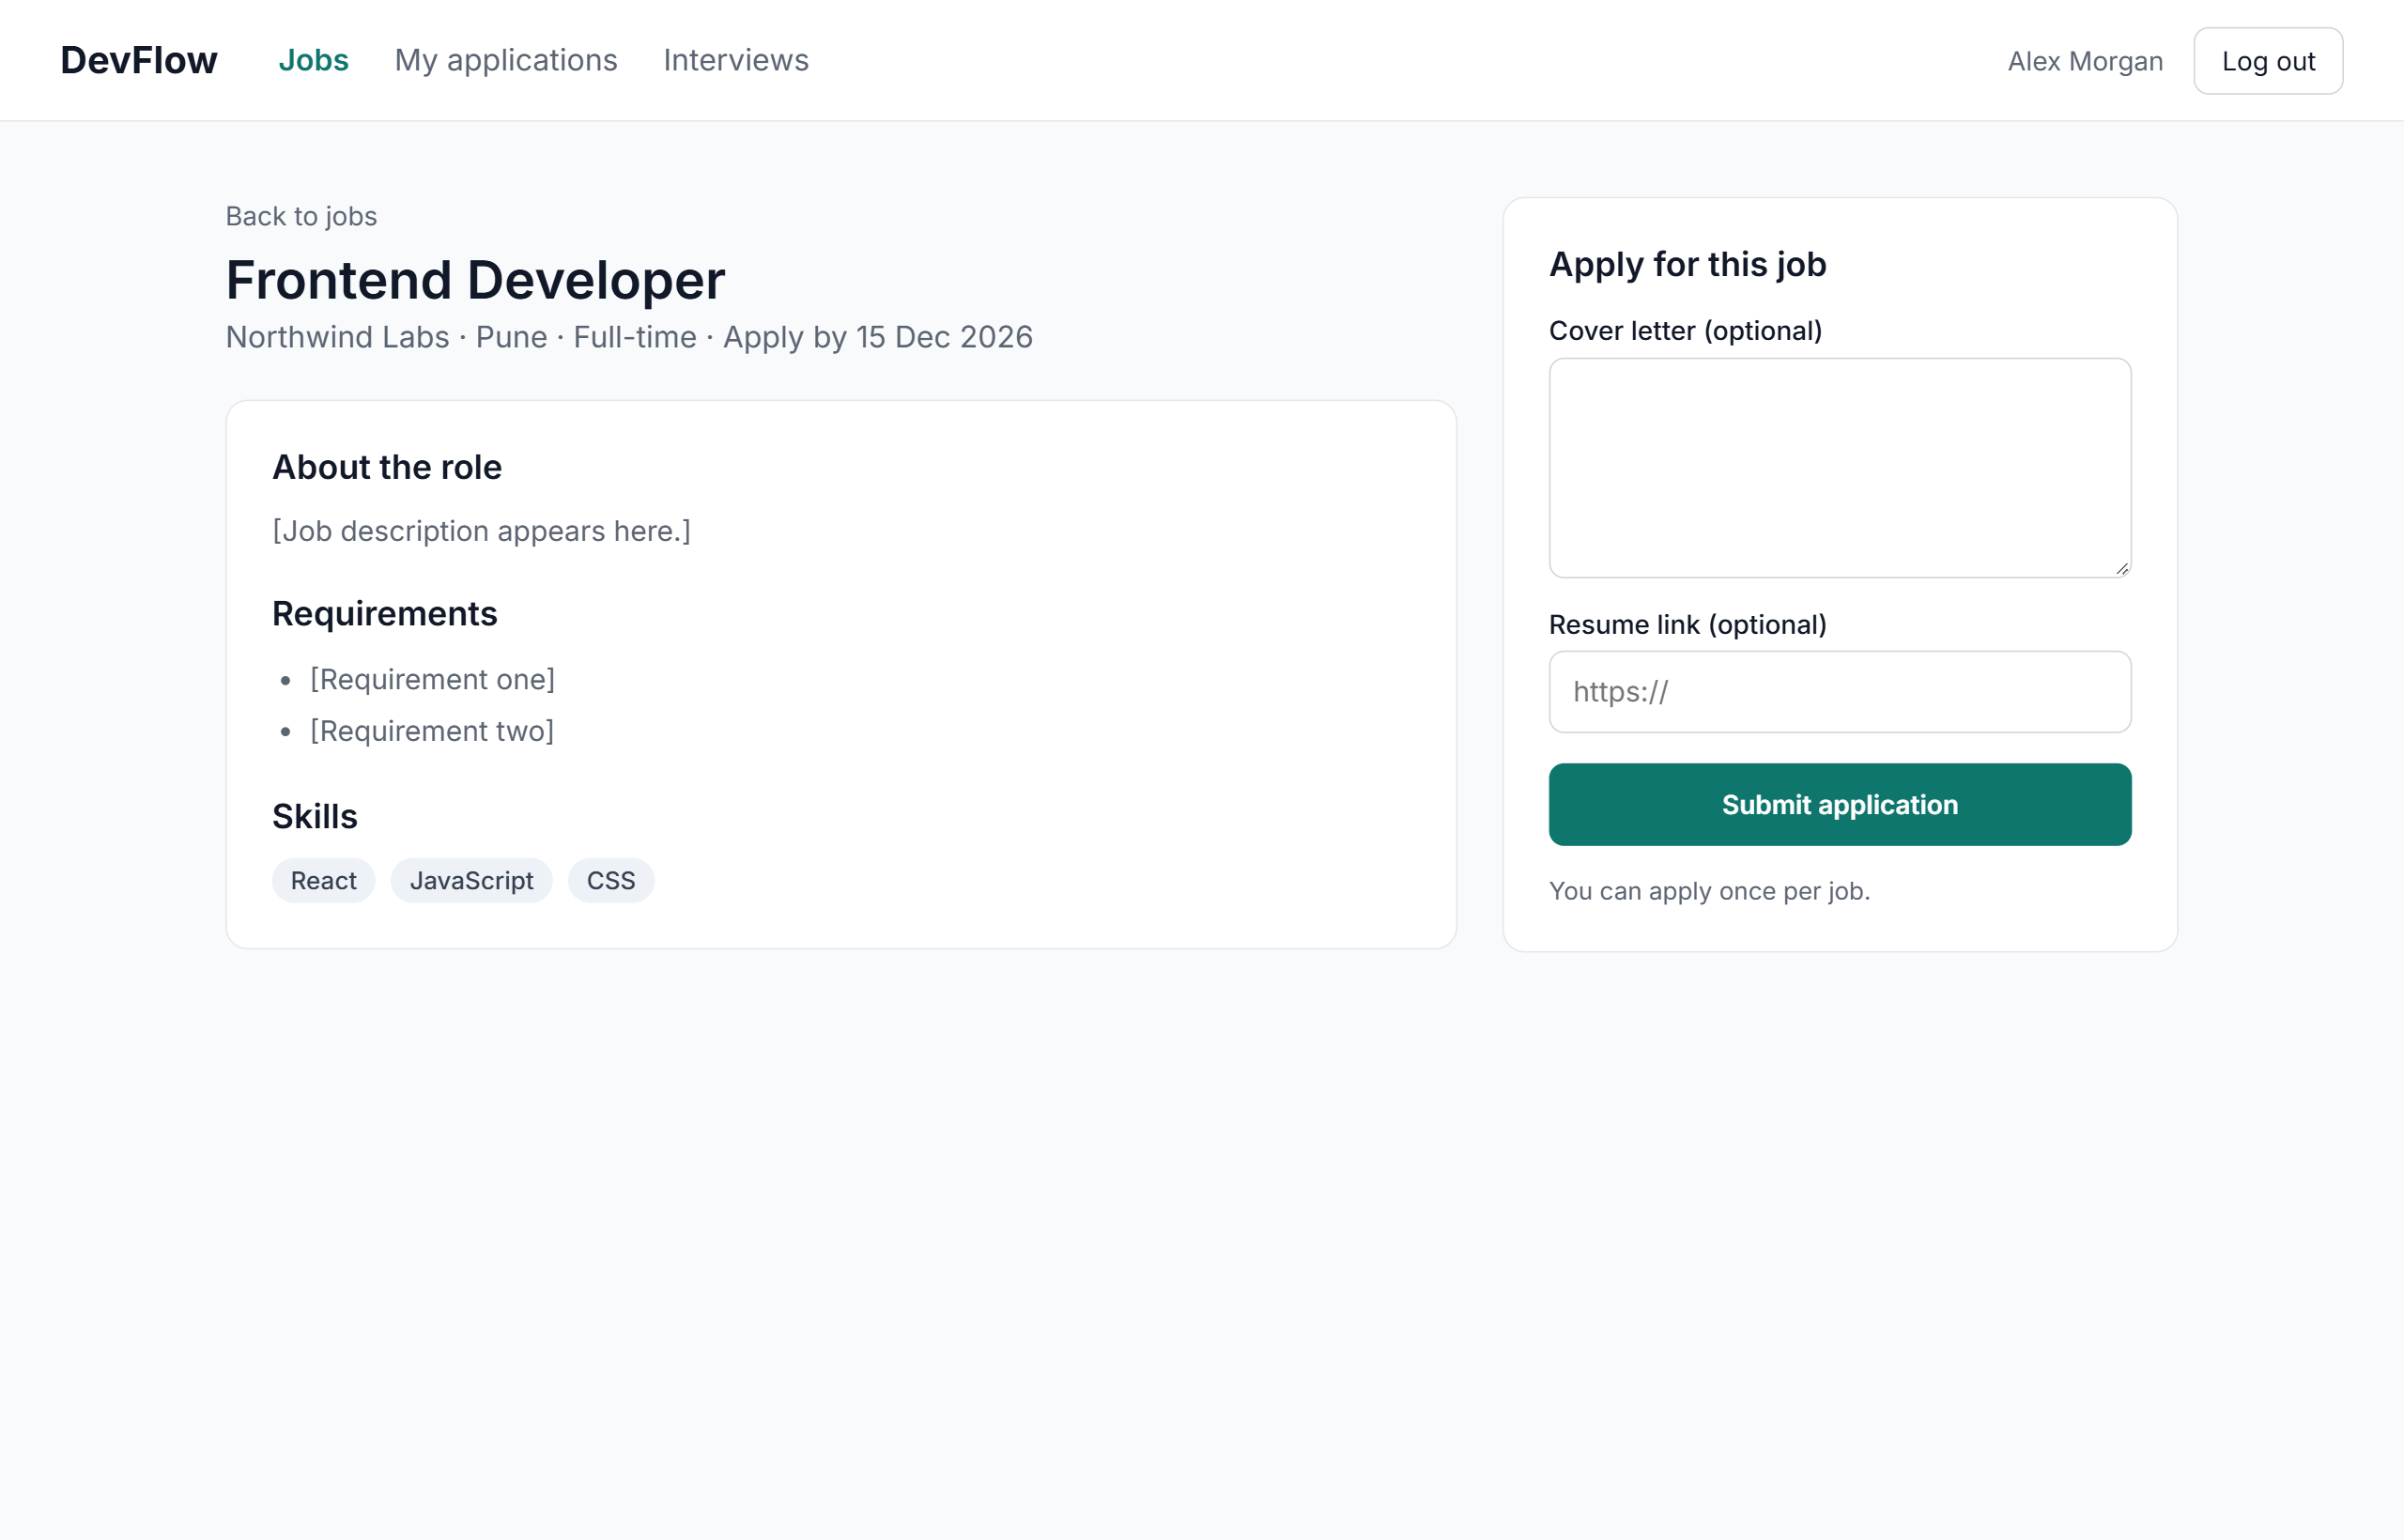 DevFlow
Jobs
My applications
Interviews
Alex Morgan
Log out
Back to jobs
Frontend Developer
Northwind Labs · Pune · Full-time · Apply by 15 Dec 2026
About the role
[Job description appears here.]
Requirements
• [Requirement one]
• [Requirement two]
Skills
React
JavaScript
CSS
Apply for this job
Cover letter (optional)
Resume link (optional)
https://
Submit application
You can apply once per job.